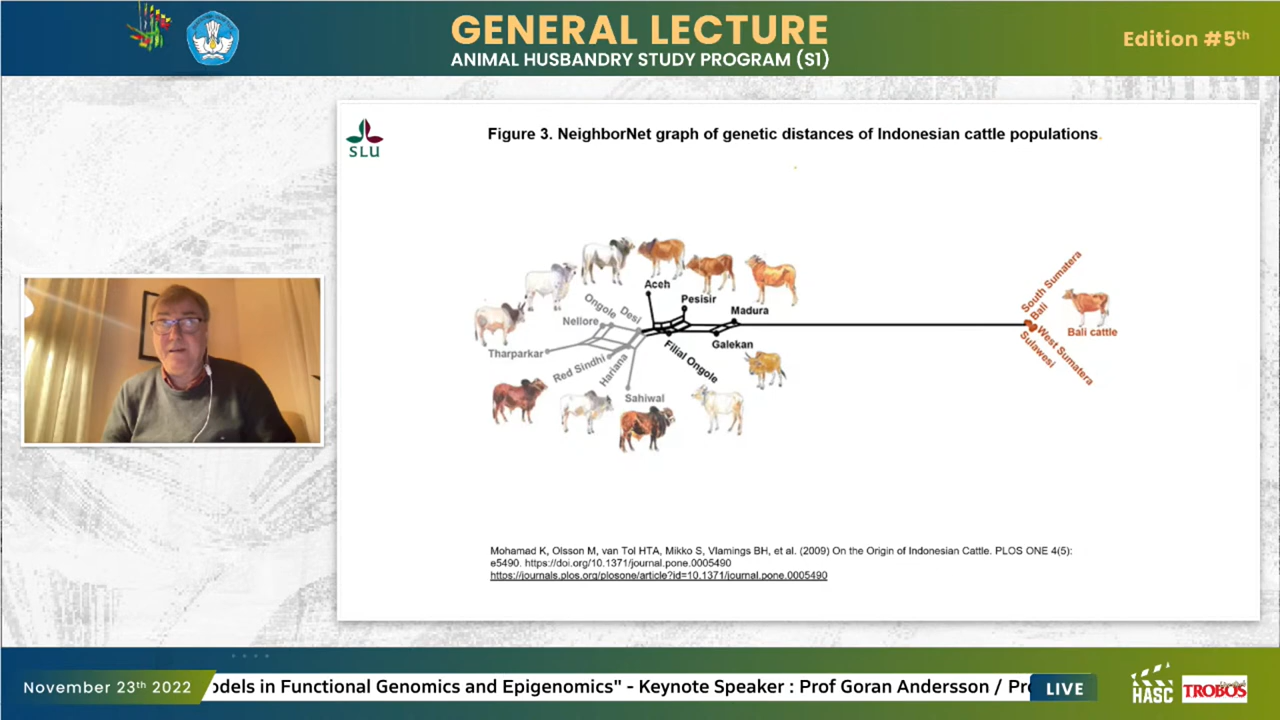 GENERAL LECTURE
ANIMAL HUSBANDRY STUDY PROGRAM (S1)
Edition #5th
SLU
Figure 3. NeighborNet graph of genetic distances of Indonesian cattle populations.
Aceh
Pesisir
Madura
Ongole
Desi
Nellore
Tharparkar
Red Sindhi
Hariana
Sahiwal
Filial Ongole
Galekan
South Sumatera
Bali
Bali cattle
West Sumatera
Sulawesi
Mohamad K, Olsson M, van Tol HTA, Mikko S, Vlamings BH, et al. (2009) On the Origin of Indonesian Cattle. PLOS ONE 4(5):
e5490. https://doi.org/10.1371/journal.pone.0005490
https://journals.plos.org/plosone/article?id=10.1371/journal.pone.0005490
November 23th 2022
odels in Functional Genomics and Epigenomics" - Keynote Speaker : Prof Goran Andersson / Pr
LIVE
HASC
TROBOS